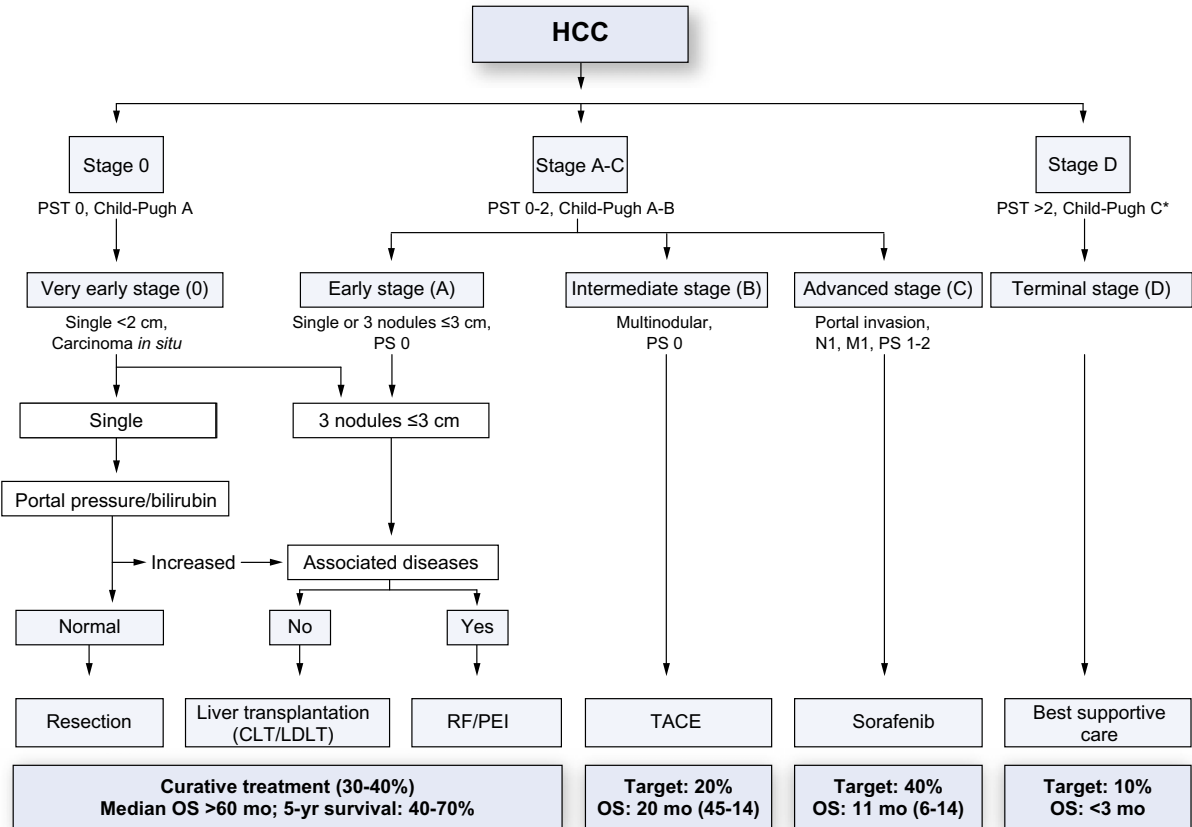 HCC
Stage 0
Stage A-C
Stage D
PST 0, Child-Pugh A
PST 0-2, Child-Pugh A-B
PST >2, Child-Pugh C*
Very early stage (0)
Early stage (A)
Intermediate stage (B)
Advanced stage (C)
Terminal stage (D)
Single <2 cm,
Carcinoma in situ
Single or 3 nodules ≤3 cm,
PS 0
Multinodular,
PS 0
Portal invasion,
N1, M1, PS 1-2
Single
3 nodules ≤3 cm
Portal pressure/bilirubin
Increased
Associated diseases
Normal
No
Yes
Resection
Liver transplantation
(CLT/LDLT)
RF/PEI
TACE
Sorafenib
Best supportive
care
Curative treatment (30-40%)
Median OS >60 mo; 5-yr survival: 40-70%
Target: 20%
OS: 20 mo (45-14)
Target: 40%
OS: 11 mo (6-14)
Target: 10%
OS: <3 mo